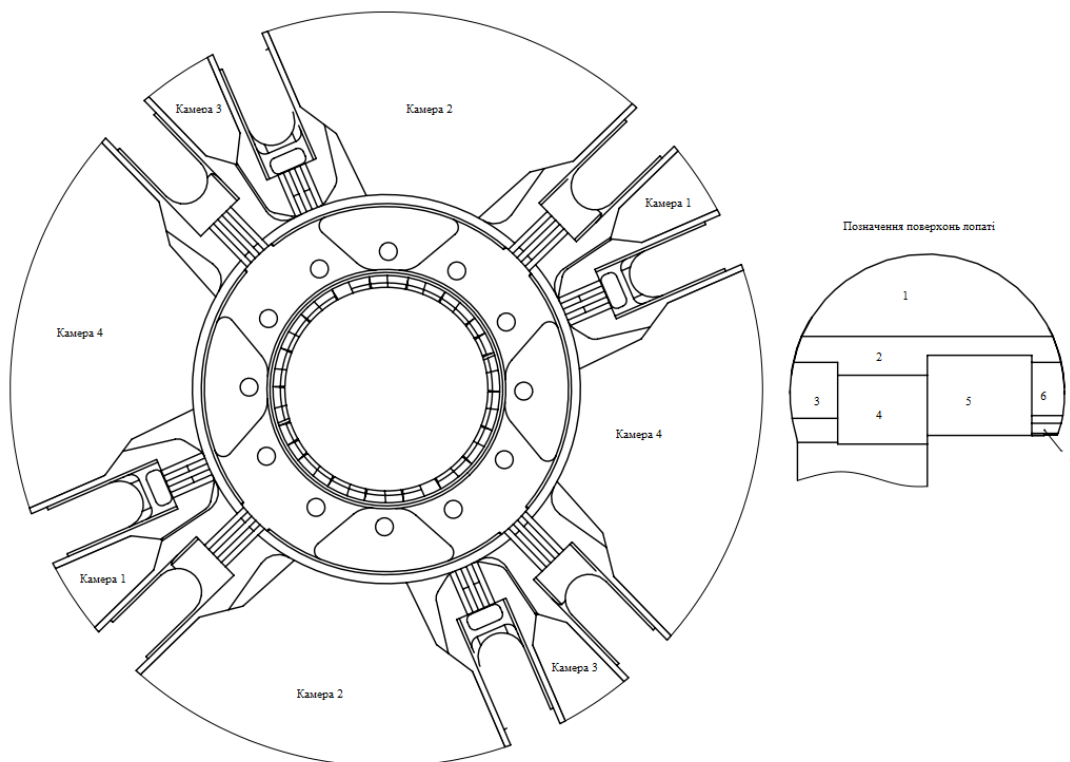 Камера 2
Камера 3
Камера 1
Камера 4
Камера 4
Камера 1
Камера 3
Камера 2
Позначення поверхонь лопаті
1
2
3
4
5
6